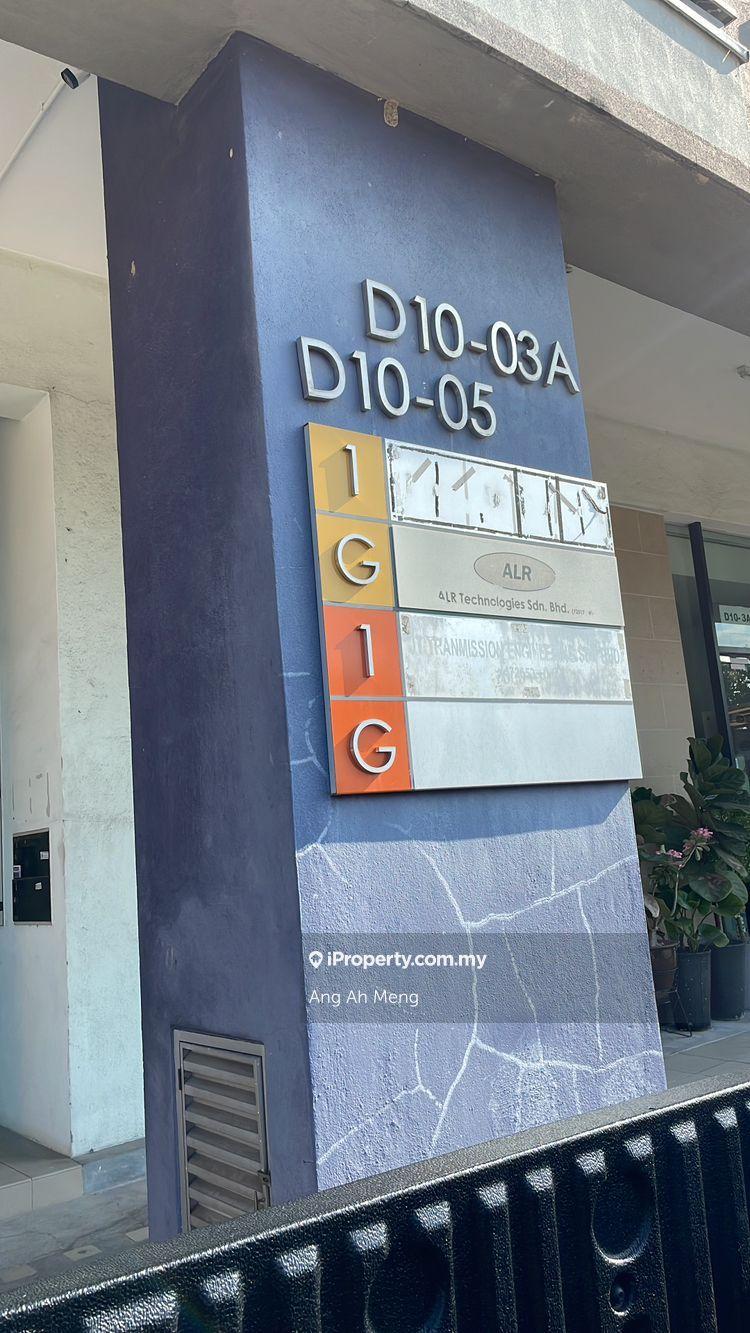 D10-03A
D10-05
1
G
ALR
ALR Technologies Sdn. Bhd.
1
TRANMISSION
G
D10-3A
iProperty.com.my
Ang Ah Meng